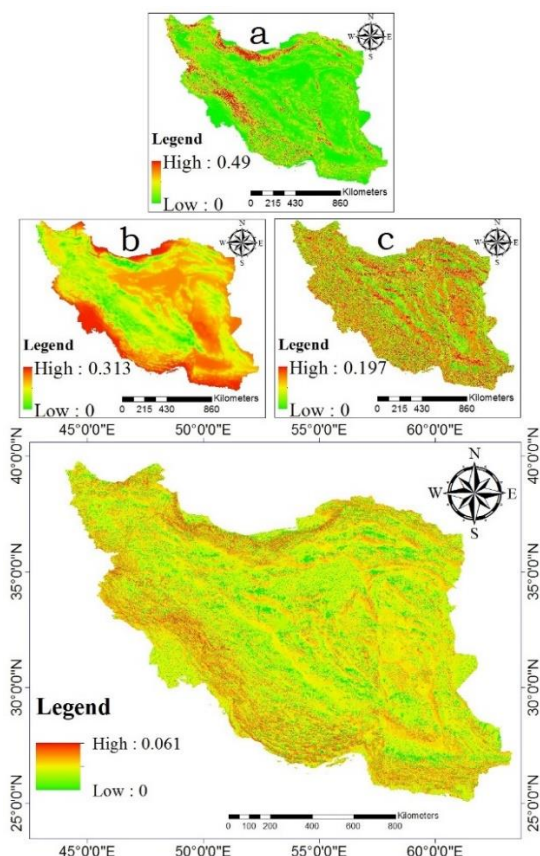 a
N
W E
S
Legend
High : 0.49
Low : 0
Kilometers
0 215 430 860
b
N
W E
S
Legend
High : 0.313
Low : 0
Kilometers
0 215 430 860
c
N
W E
S
Legend
High : 0.197
Low : 0
Kilometers
0 215 430 860
45°0'0"E 50°0'0"E 55°0'0"E 60°0'0"E
40°0'0"N 40°0'0"N
N
W E
S
35°0'0"N 35°0'0"N
30°0'0"N 30°0'0"N
Legend
High : 0.061
Low : 0
25°0'0"N 25°0'0"N
Kilometers
0 50 100 200 400 600 800
45°0'0"E 50°0'0"E 55°0'0"E 60°0'0"E